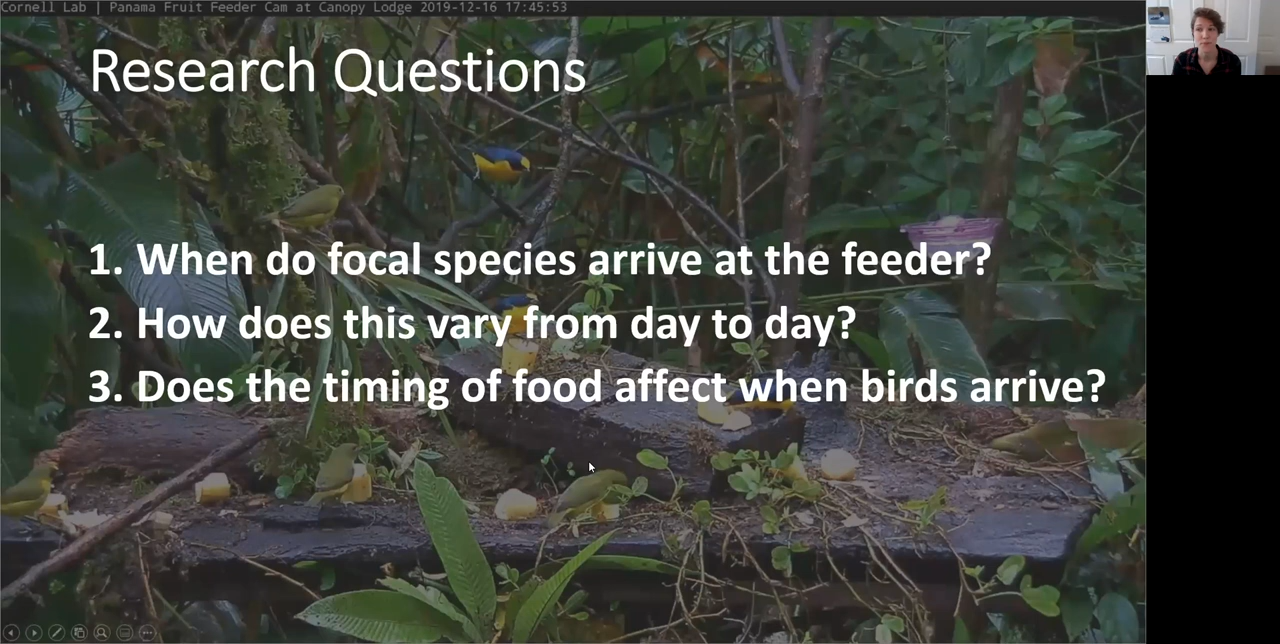 Cornell Lab | Panama Fruit Feeder Cam at Canopy Lodge 2019-12-16 17:45:53
Research Questions
1. When do focal species arrive at the feeder?
2. How does this vary from day to day?
3. Does the timing of food affect when birds arrive?